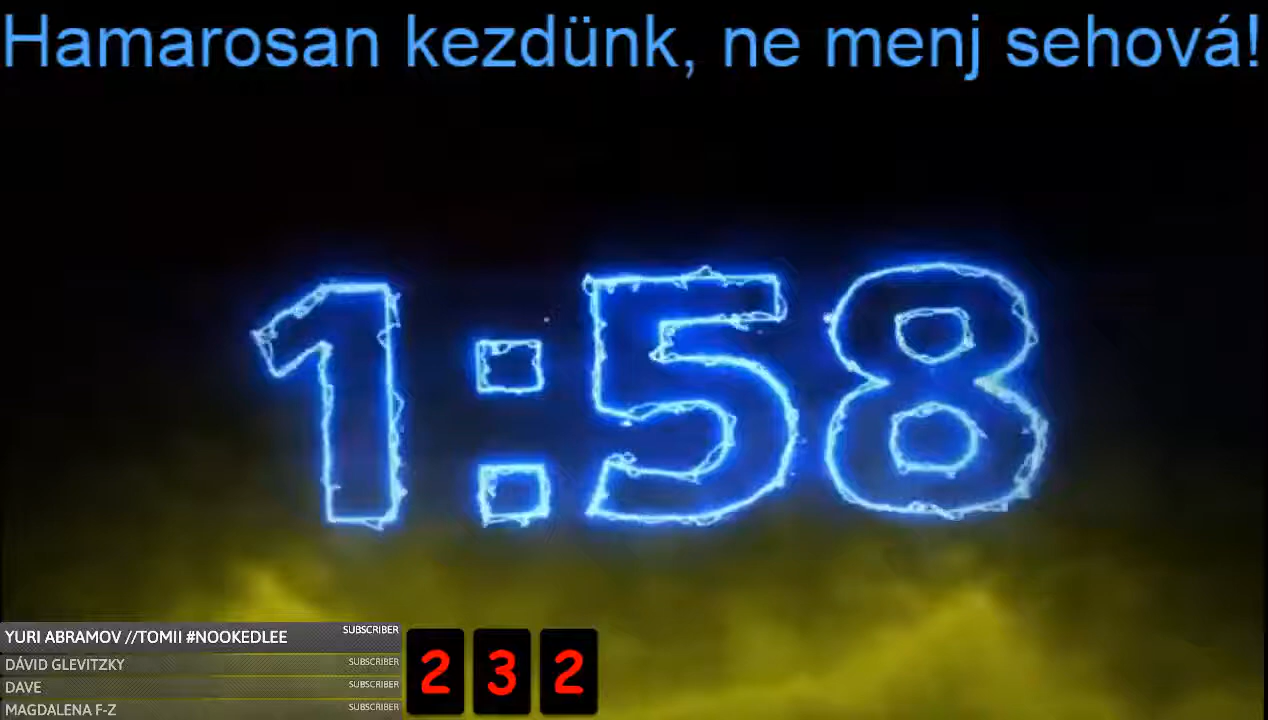 Hamarosan kezdünk, ne menj sehová!
1:58
YURI ABRAMOV //TOMII #NOOKEDLEE SUBSCRIBER
DÁVID GLEVITZKY SUBSCRIBER
DAVE SUBSCRIBER
MAGDALENA F-Z SUBSCRIBER
2 3 2